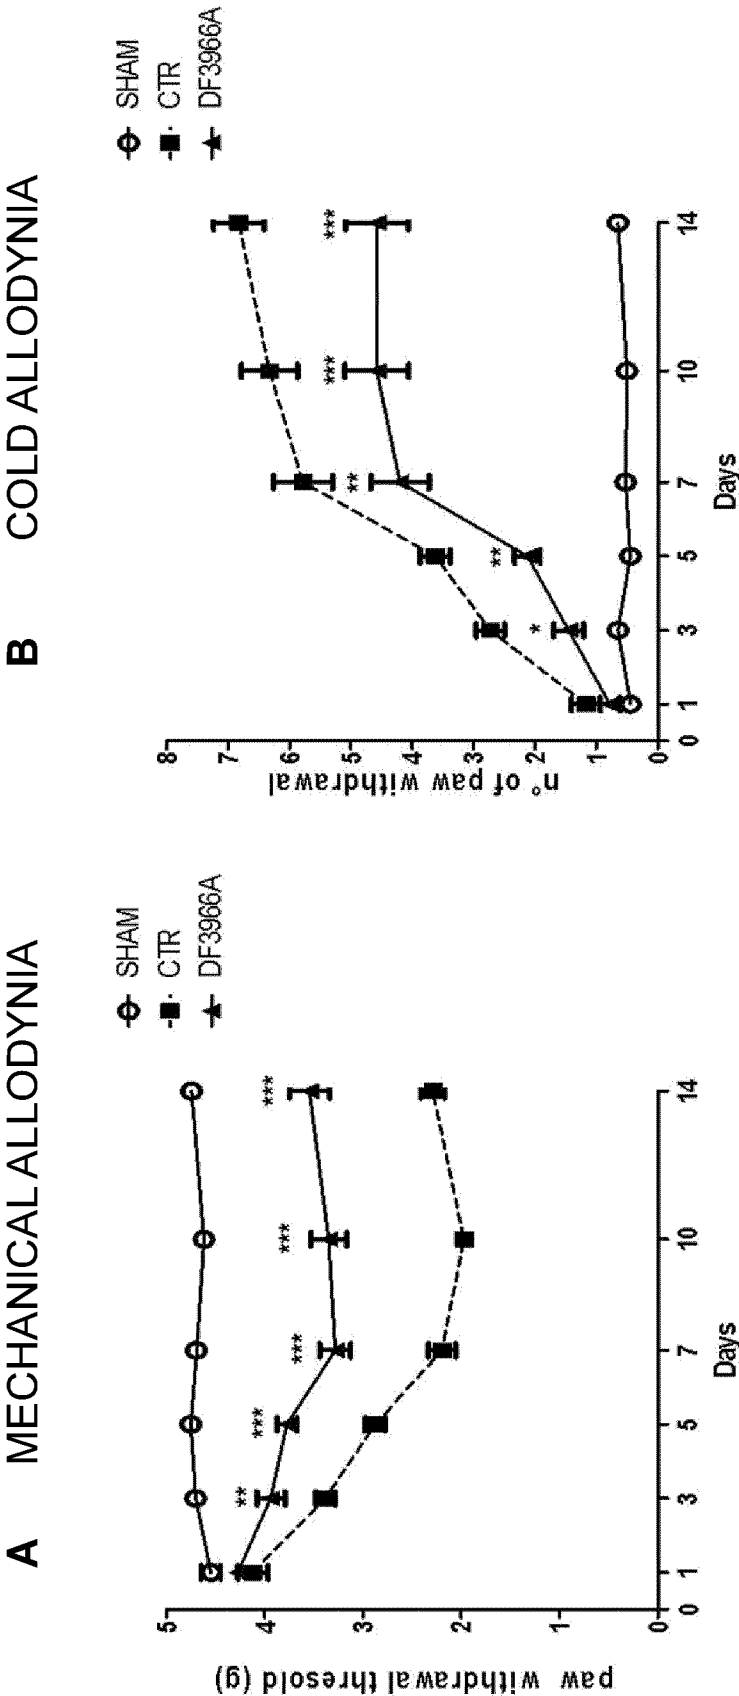 A MECHANICAL ALLODYNIA
SHAM
CTR
DF3966A
paw withdrawal thresold (g)
5
4
3
2
1
0
** *** *** *** ***
0 1 3 5 7 10 14
Days
B COLD ALLODYNIA
SHAM
CTR
DF3966A
n° of paw withdrawal
8
7
6
5
4
3
2
1
0
* ** ** *** ***
0 1 3 5 7 10 14
Days